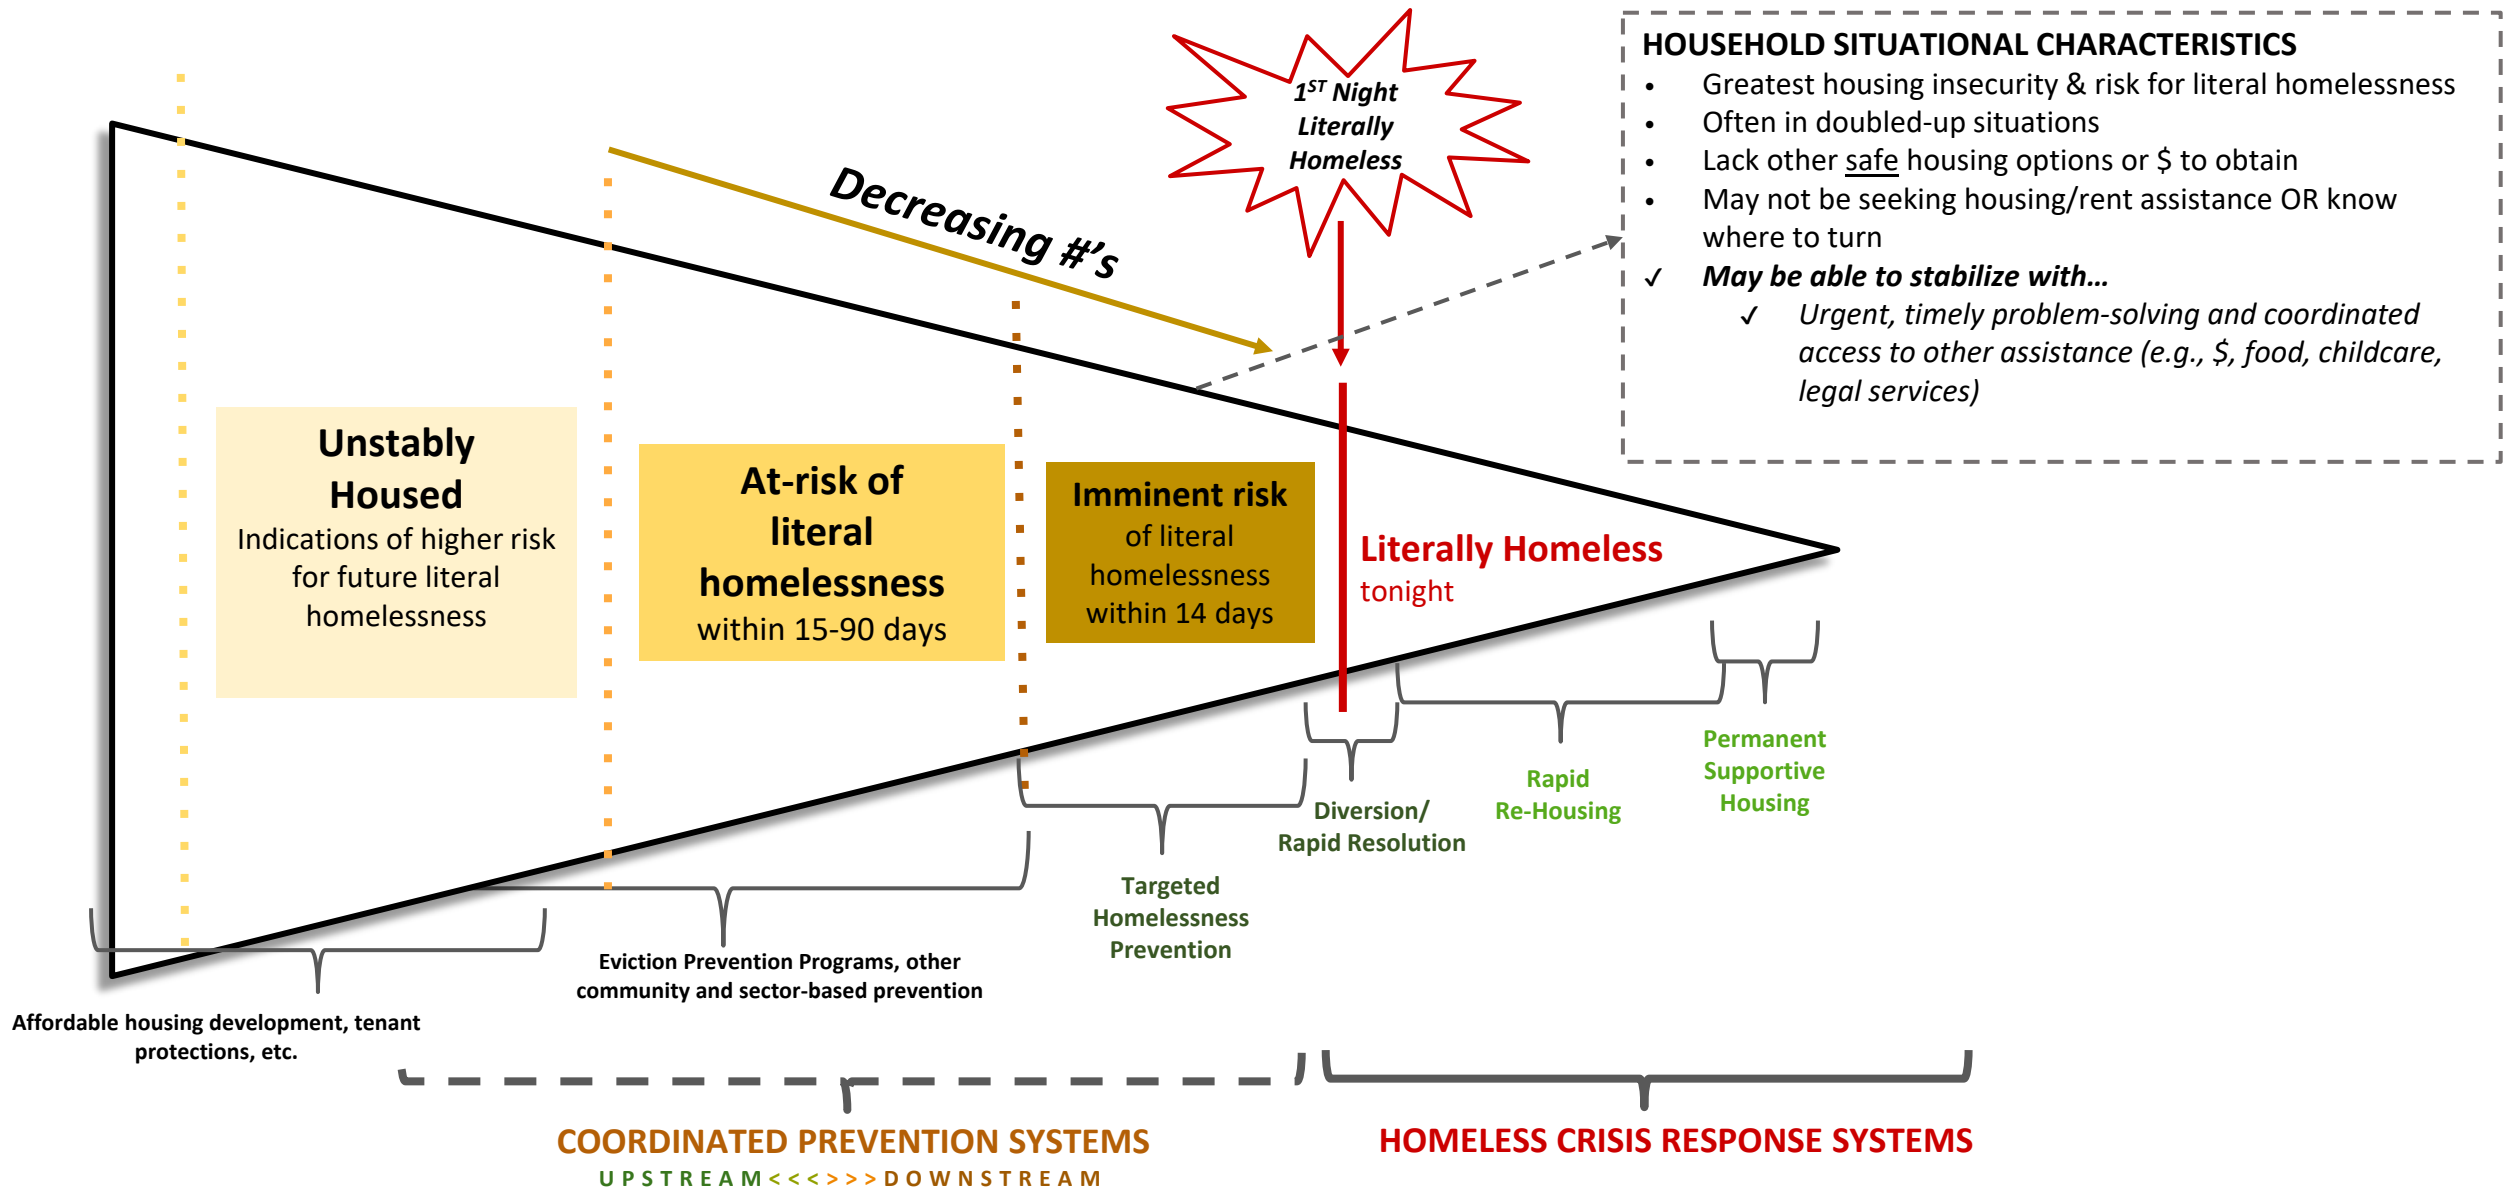 1ST Night
Literally
Homeless
HOUSEHOLD SITUATIONAL CHARACTERISTICS
• Greatest housing insecurity & risk for literal homelessness
• Often in doubled-up situations
• Lack other safe housing options or $ to obtain
• May not be seeking housing/rent assistance OR know
where to turn
✓ May be able to stabilize with…
✓ Urgent, timely problem-solving and coordinated
access to other assistance (e.g., $, food, childcare,
legal services)
Decreasing #'s
Unstably
Housed
Indications of higher risk
for future literal
homelessness
At-risk of
literal
homelessness
within 15-90 days
Imminent risk
of literal
homelessness
within 14 days
Literally Homeless
tonight
Affordable housing development, tenant
protections, etc.
Eviction Prevention Programs, other
community and sector-based prevention
Targeted
Homelessness
Prevention
Diversion/
Rapid Resolution
Rapid
Re-Housing
Permanent
Supportive
Housing
COORDINATED PREVENTION SYSTEMS
UPSTREAM<<<>>>DOWNSTREAM
HOMELESS CRISIS RESPONSE SYSTEMS